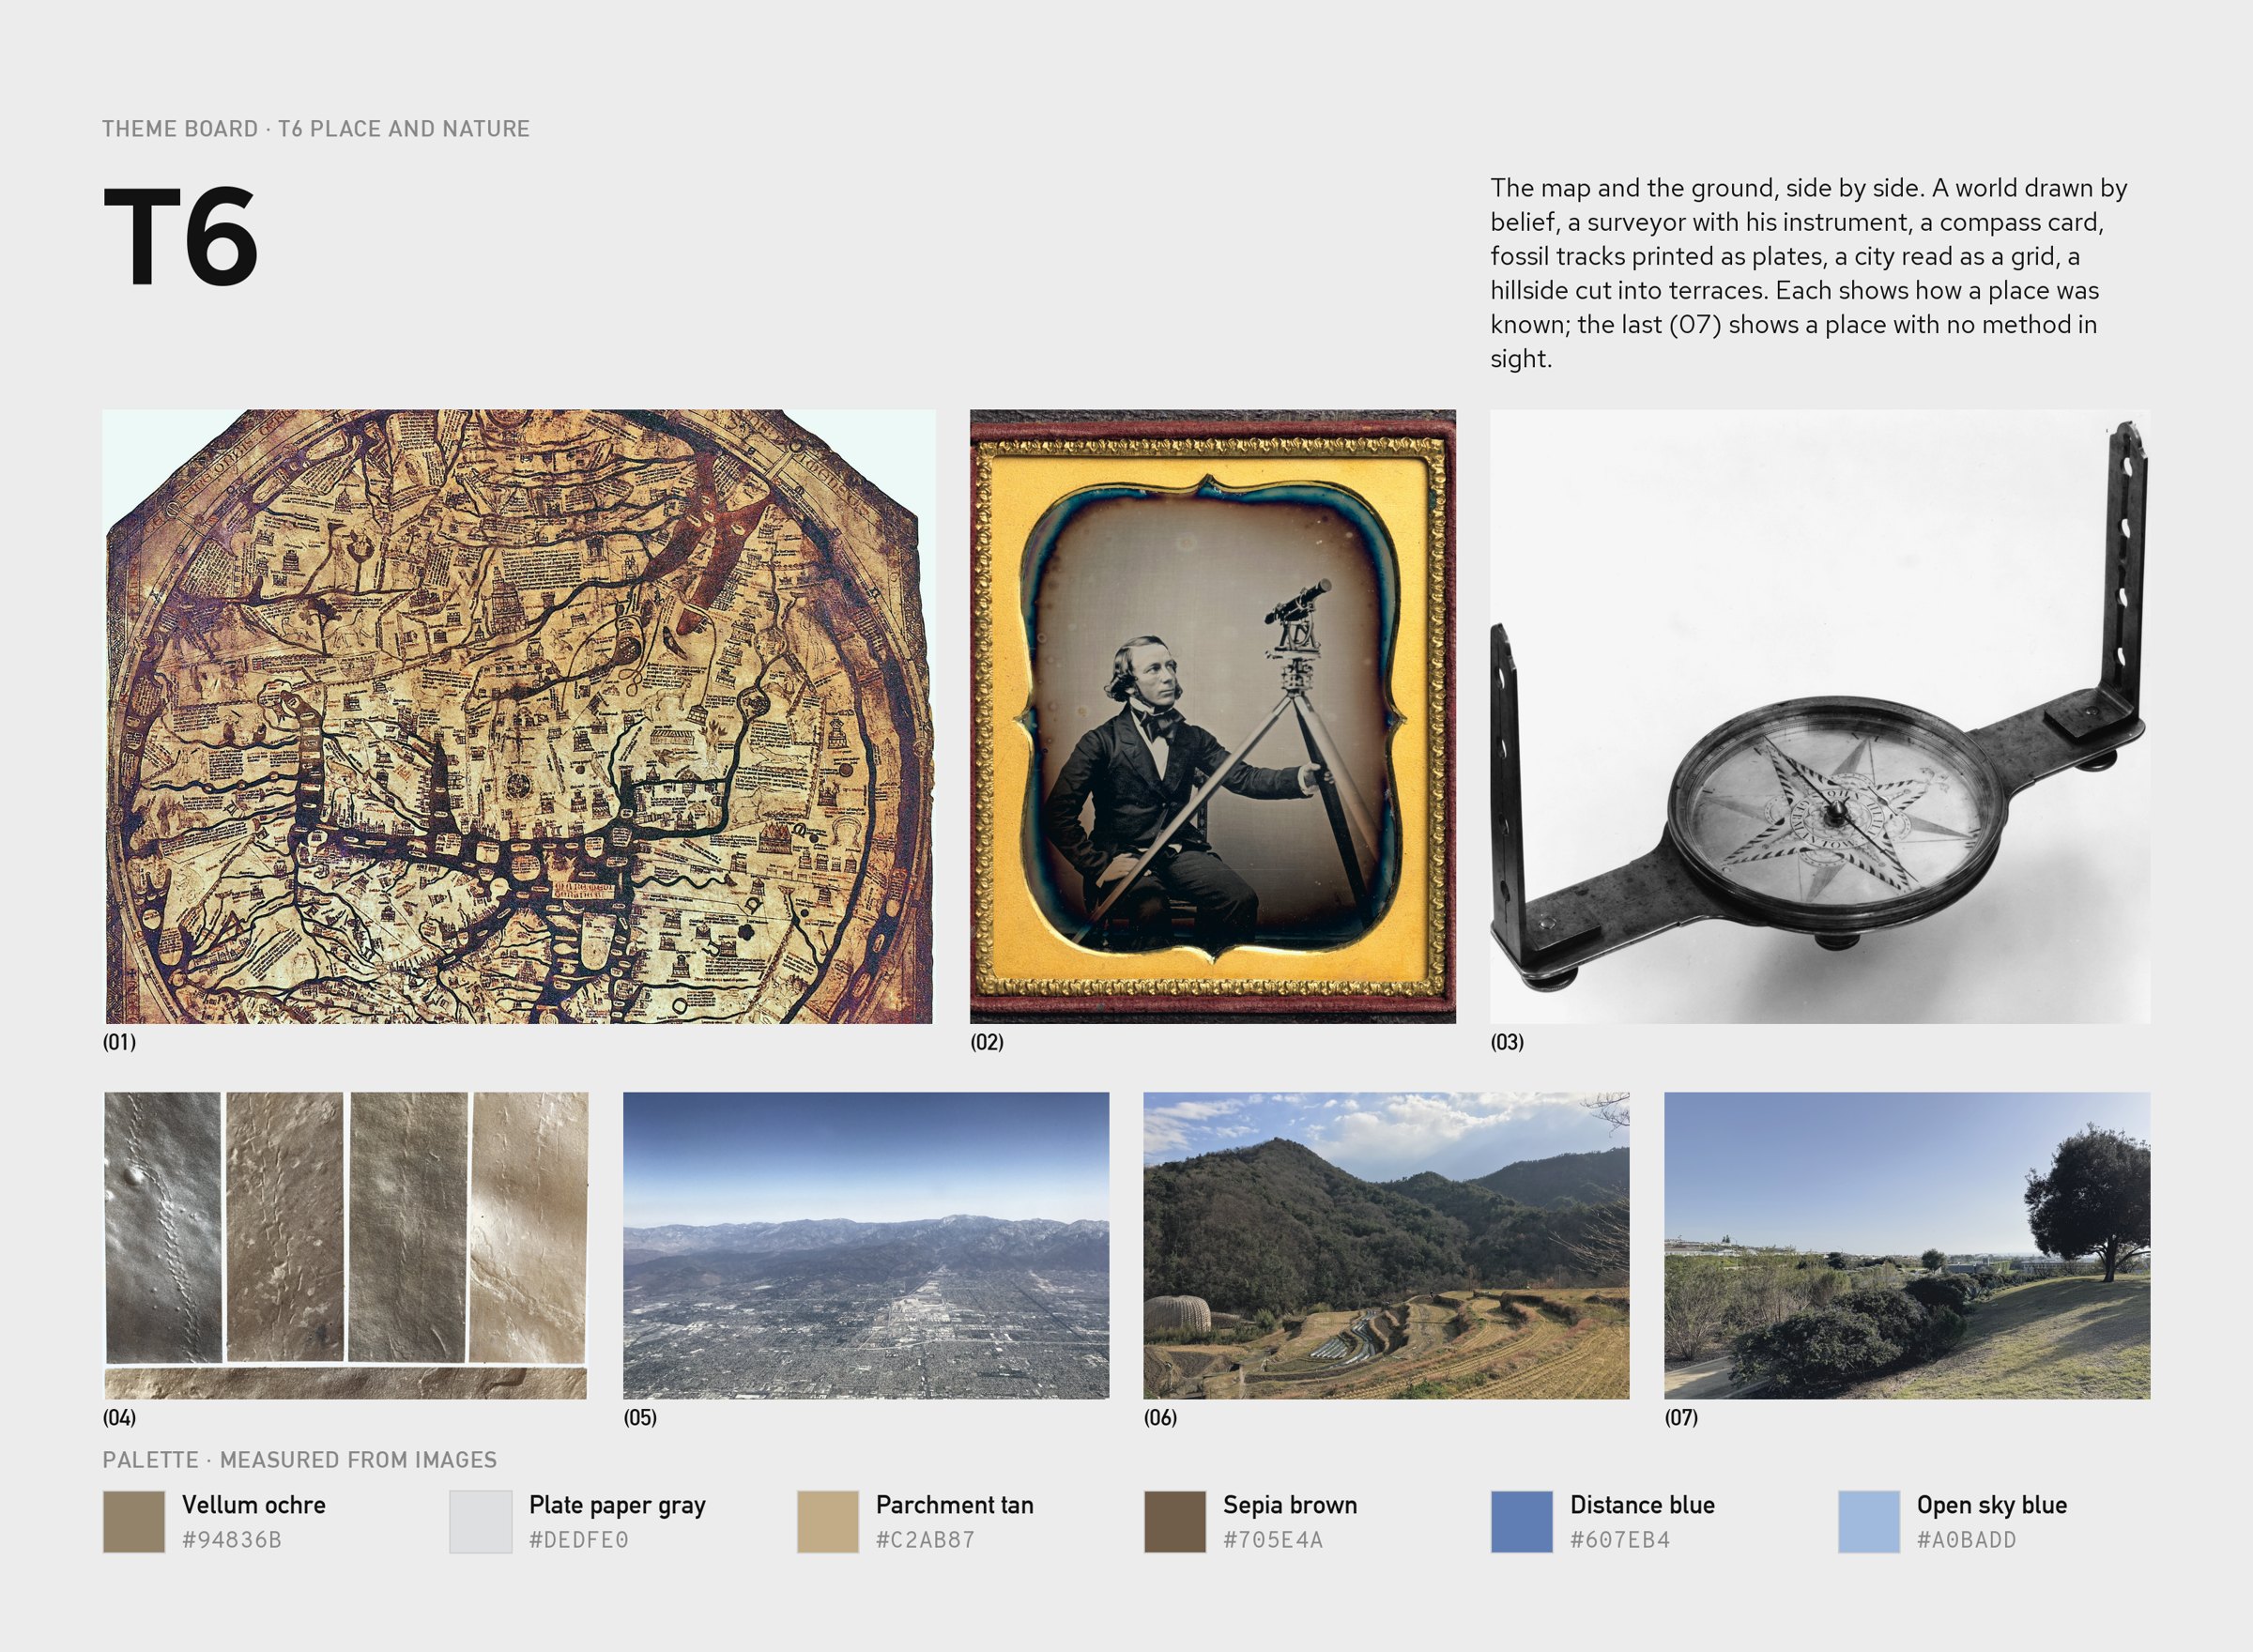 THEME BOARD · T6 PLACE AND NATURE
T6
The map and the ground, side by side. A world drawn by
belief, a surveyor with his instrument, a compass card,
fossil tracks printed as plates, a city read as a grid, a
hillside cut into terraces. Each shows how a place was
known; the last (07) shows a place with no method in
sight.
(01)
(02)
(03)
(04)
(05)
(06)
(07)
PALETTE · MEASURED FROM IMAGES
Vellum ochre
#94836B
Plate paper gray
#DEDFE0
Parchment tan
#C2AB87
Sepia brown
#705E4A
Distance blue
#607EB4
Open sky blue
#A0BADD